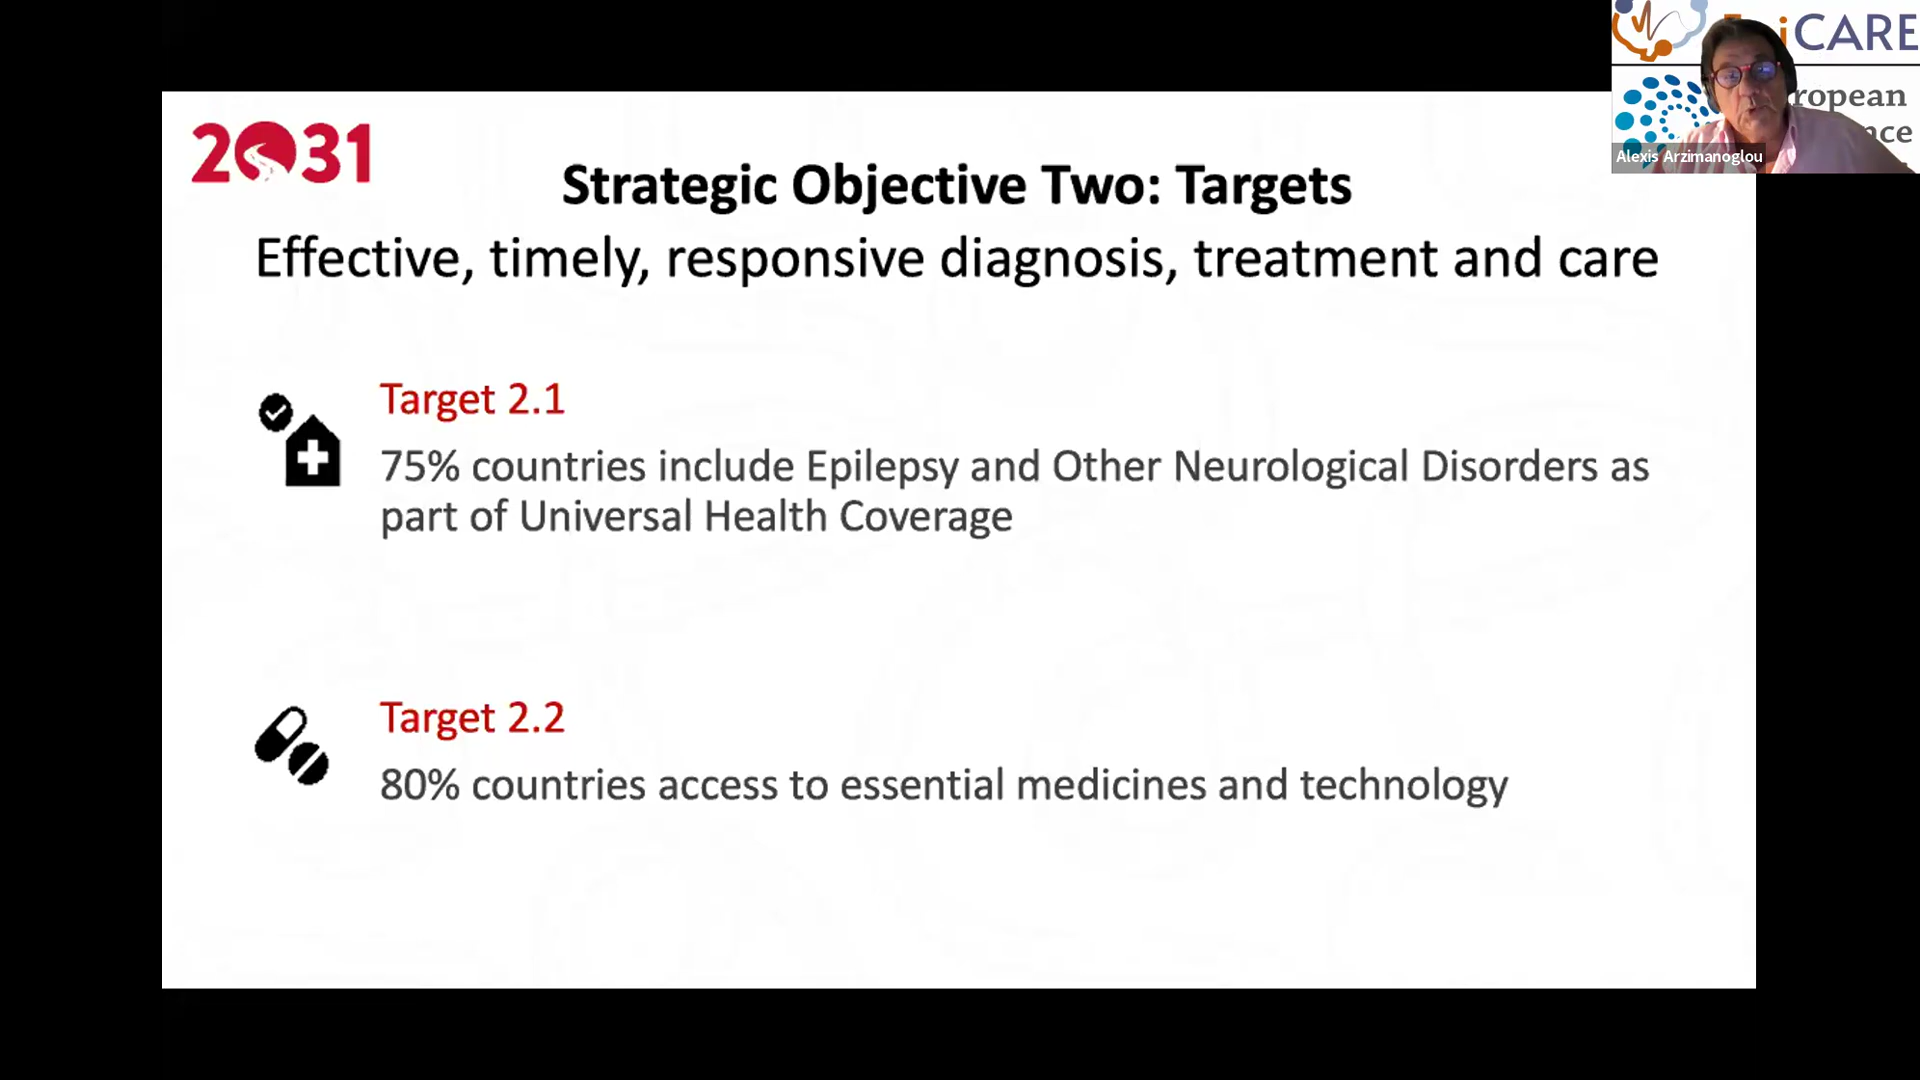 iCARE
ropean
nce
Alexis Arzimanoglou
2031
Strategic Objective Two: Targets
Effective, timely, responsive diagnosis, treatment and care
Target 2.1
75% countries include Epilepsy and Other Neurological Disorders as
part of Universal Health Coverage
Target 2.2
80% countries access to essential medicines and technology